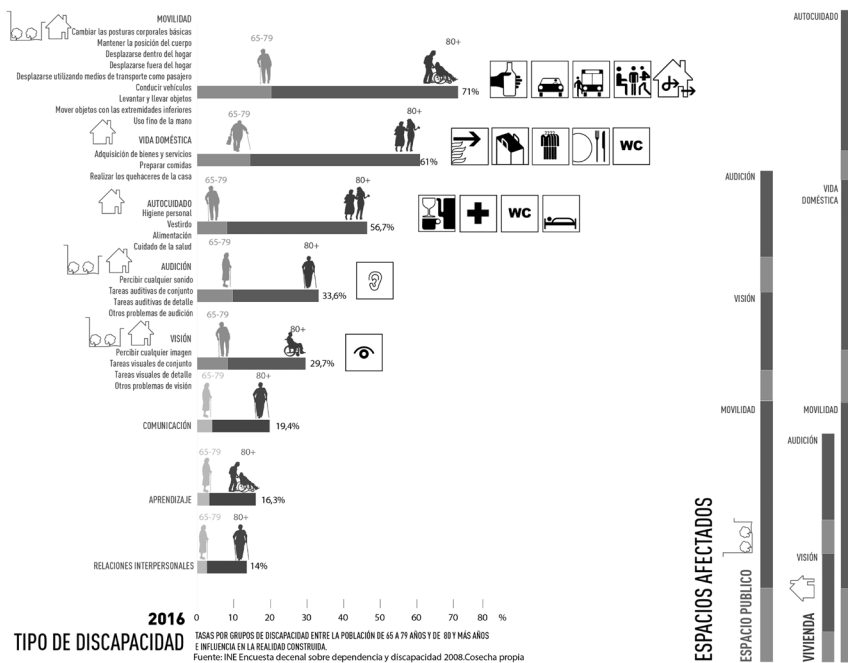 MOVILIDAD
Cambiar las posturas corporales básicas
Mantener la posición del cuerpo
Desplazarse dentro del hogar
Desplazarse fuera del hogar
Desplazarse utilizando medios de transporte como pasajero
Conducir vehículos
Levantar y llevar objetos
Mover objetos con las extremidades inferiores
Uso fino de la mano
65-79
80+
71%
VIDA DOMÉSTICA
Adquisición de bienes y servicios
Preparar comidas
Realizar los quehaceres de la casa
65-79
80+
61%
WC
AUTOCUIDADO
Higiene personal
Vestirdo
Alimentación
Cuidado de la salud
65-79
80+
56,7%
WC
AUDICIÓN
Percibir cualquier sonido
Tareas auditivas de conjunto
Tareas auditivas de detalle
Otros problemas de audición
65-79
80+
33,6%
VISIÓN
Percibir cualquier imagen
Tareas visuales de conjunto
Tareas visuales de detalle
Otros problemas de visión
65-79
80+
29,7%
COMUNICACIÓN
65-79
80+
19,4%
APRENDIZAJE
65-79
80+
16,3%
RELACIONES INTERPERSONALES
65-79
80+
14%
2016
0 10 20 30 40 50 60 70 80 %
TIPO DE DISCAPACIDAD
TASAS POR GRUPOS DE DISCAPACIDAD ENTRE LA POBLACIÓN DE 65 A 79 AÑOS Y DE 80 Y MÁS AÑOS
E INFLUENCIA EN LA REALIDAD CONSTRUIDA.
Fuente: INE Encuesta decenal sobre dependencia y discapacidad 2008.Cosecha propia
ESPACIOS AFECTADOS
ESPACIO PUBLICO
AUDICIÓN
VISIÓN
MOVILIDAD
VIVIENDA
AUTOCUIDADO
VIDA
DOMÉSTICA
MOVILIDAD
AUDICIÓN
VISIÓN